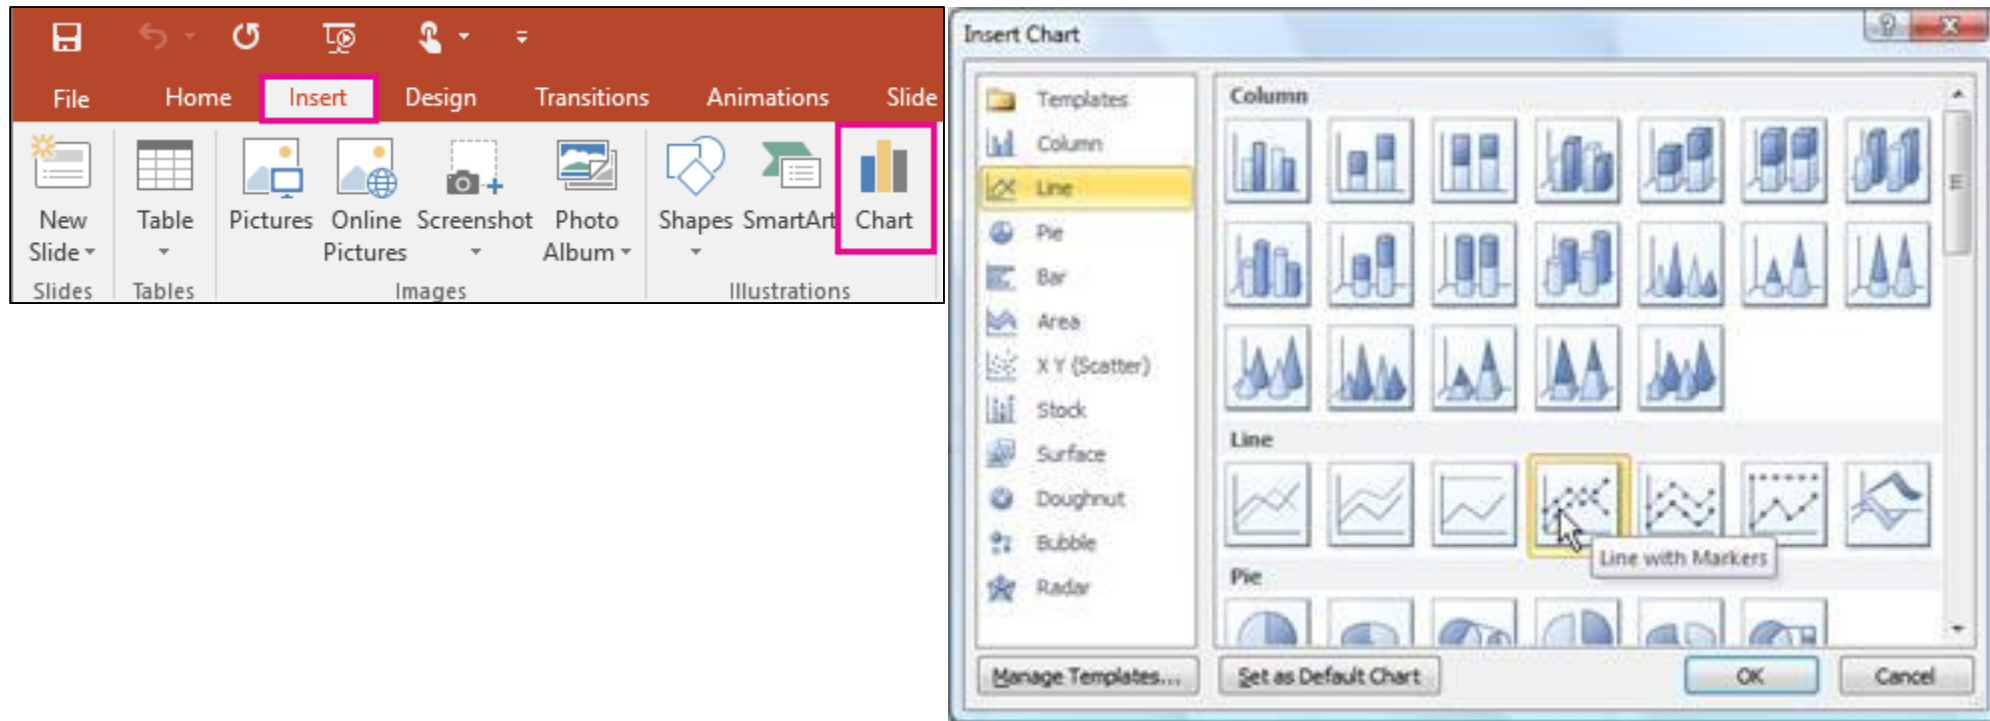 File Home Insert Design Transitions Animations Slide
New Slide
Table
Pictures
Online Pictures
Screenshot
Photo Album
Shapes
SmartArt
Chart
Slides Tables Images Illustrations
Insert Chart
Templates
Column
Line
Pie
Bar
Area
X Y (Scatter)
Stock
Surface
Doughnut
Bubble
Radar
Manage Templates...
Column
Line
Line with Markers
Pie
Set as Default Chart
OK
Cancel